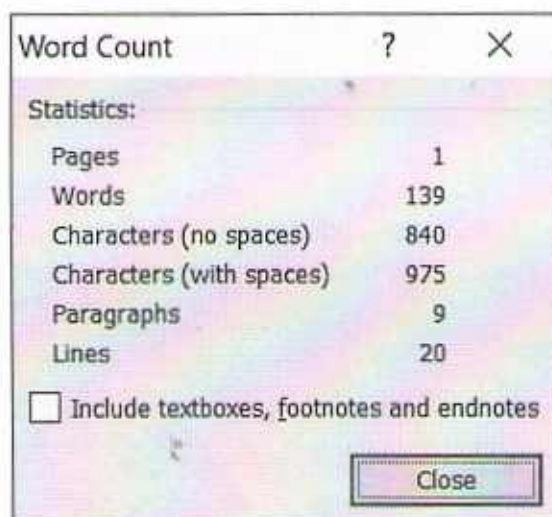 Word Count ? ×
Statistics:
Pages 1
Words 139
Characters (no spaces) 840
Characters (with spaces) 975
Paragraphs 9
Lines 20
Include textboxes, footnotes and endnotes
Close